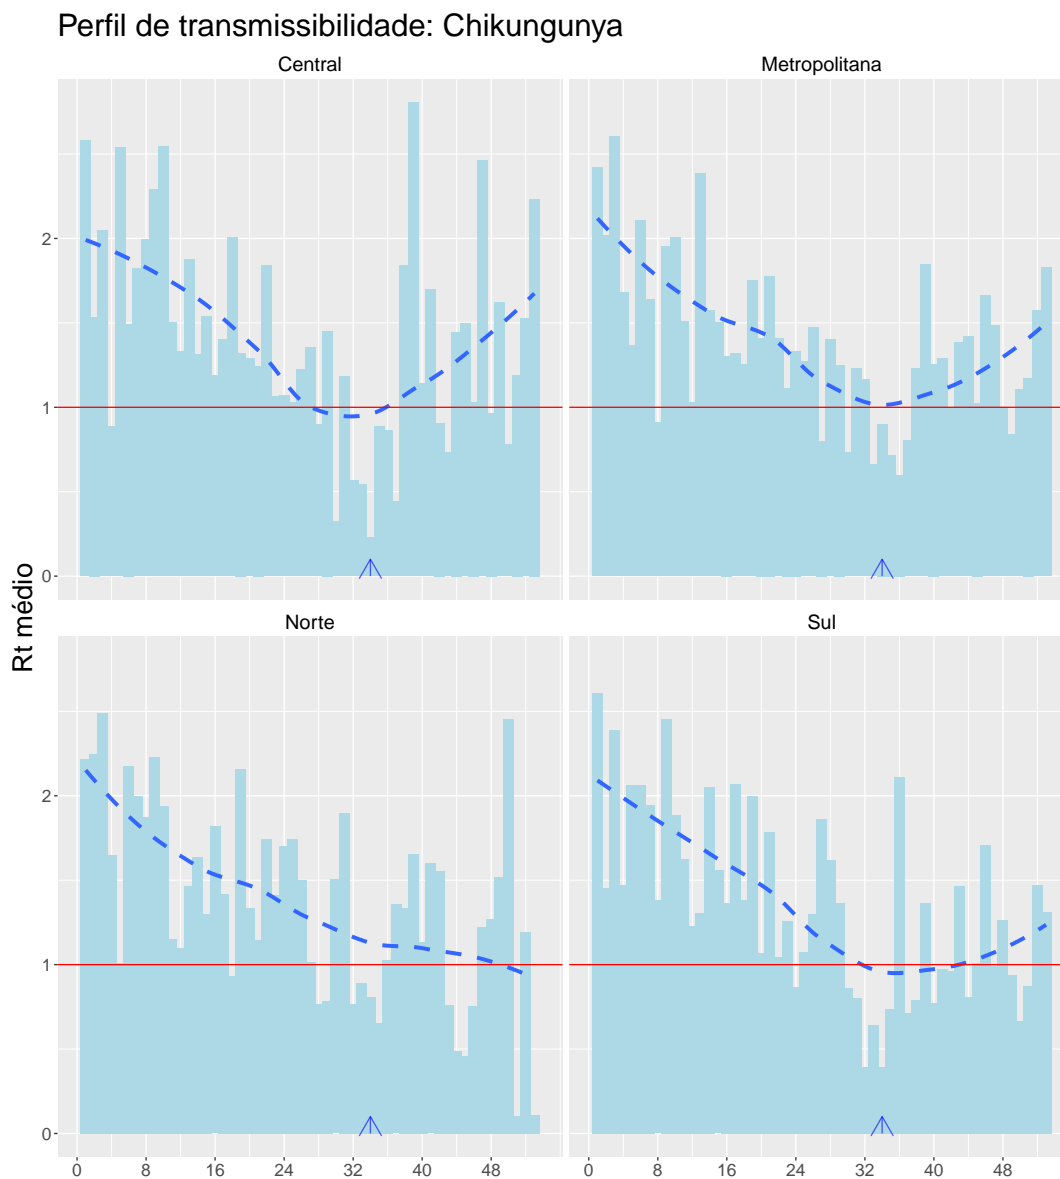 Perfil de transmissibilidade: Chikungunya
Central
Metropolitana
2
1
0
Norte
Sul
Rt médio
2
1
0
0 8 16 24 32 40 48
0 8 16 24 32 40 48